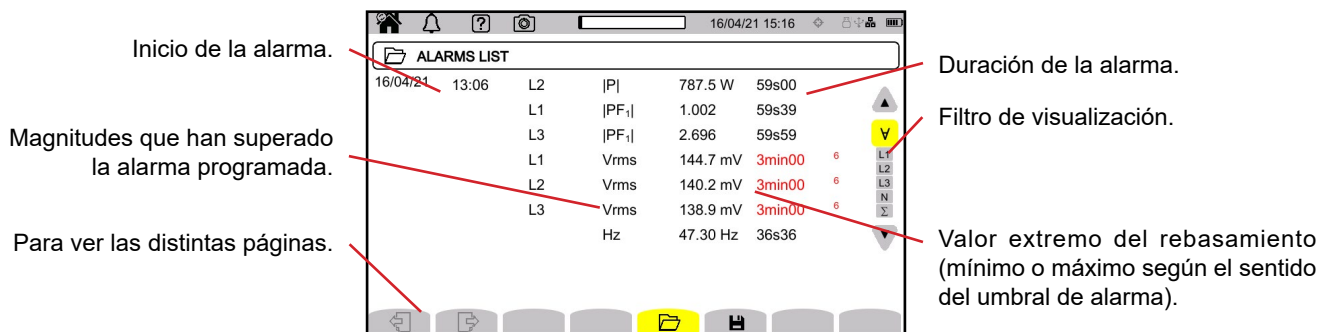 16/04/21 15:16
ALARMS LIST
Inicio de la alarma.
Magnitudes que han superado
la alarma programada.
Para ver las distintas páginas.
16/04/21 13:06 L2 |P| 787.5 W 59s00
L1 |PF₁| 1.002 59s39
L3 |PF₁| 2.696 59s59
L1 Vrms 144.7 mV 3min00 6
L2 Vrms 140.2 mV 3min00 6
L3 Vrms 138.9 mV 3min00 6
Hz 47.30 Hz 36s36
∀
L1
L2
L3
N
Σ
Duración de la alarma.
Filtro de visualización.
Valor extremo del rebasamiento
(mínimo o máximo según el sentido
del umbral de alarma).